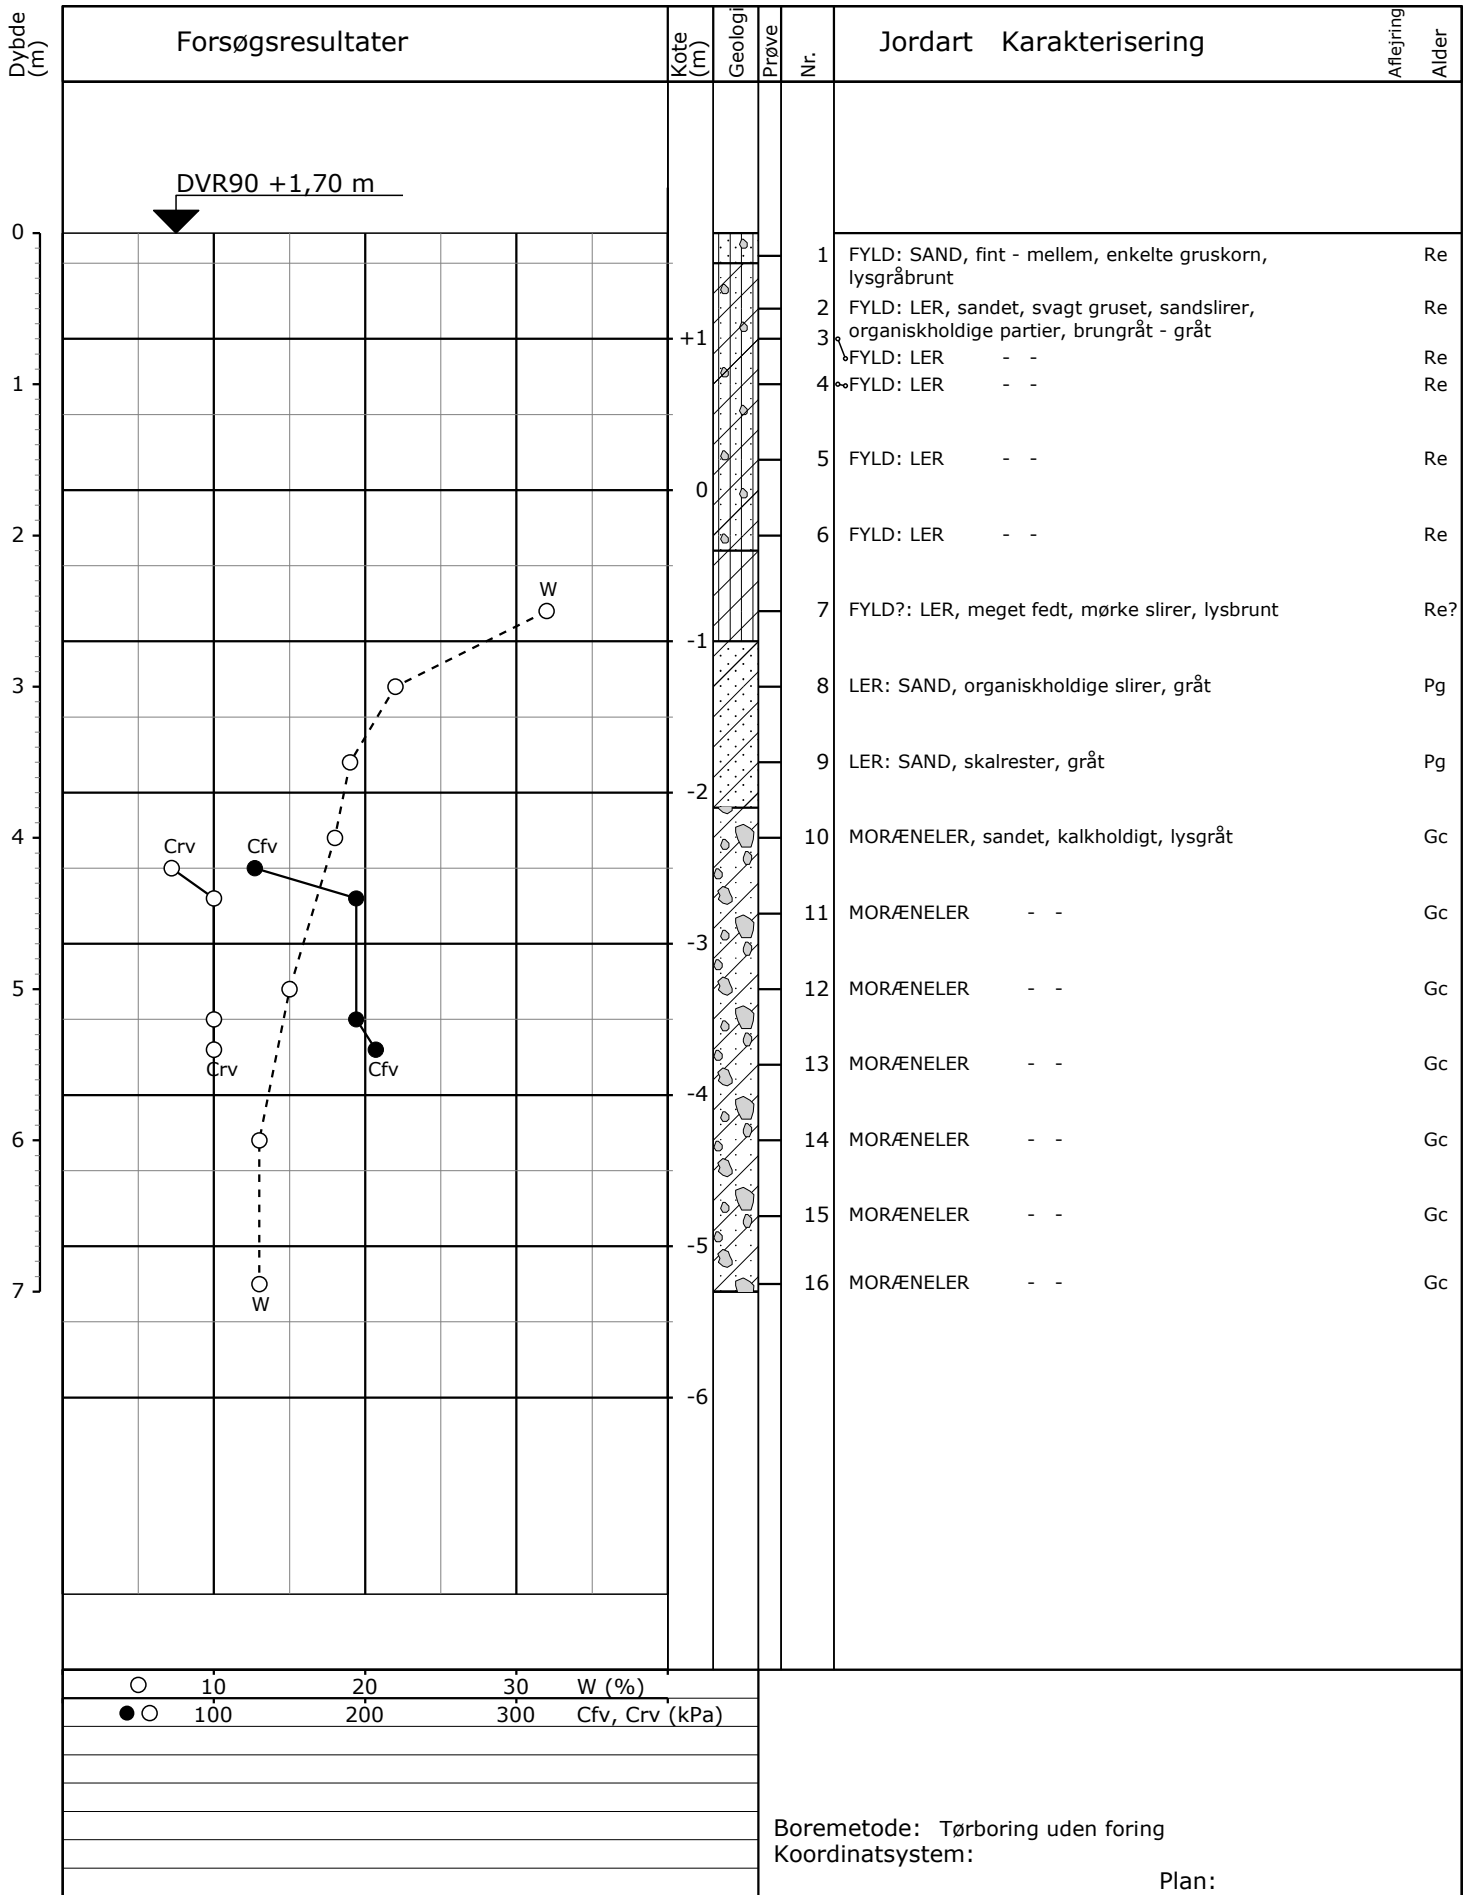 Dybde (m)
Forsøgsresultater
Kote (m)
Geologi
Prøve
Nr.
Jordart Karakterisering
Aflejring
Alder
DVR90 +1,70 m
0
1 FYLD: SAND, fint - mellem, enkelte gruskorn, Re
lysgråbrunt
2 FYLD: LER, sandet, svagt gruset, sandslirer, Re
organiskholdige partier, brungråt - gråt
+1
3 FYLD: LER - - Re
1
4 FYLD: LER - - Re
5 FYLD: LER - - Re
0
2
6 FYLD: LER - - Re
W
7 FYLD?: LER, meget fedt, mørke slirer, lysbrunt Re?
-1
3
8 LER: SAND, organiskholdige slirer, gråt Pg
9 LER: SAND, skalrester, gråt Pg
-2
4
10 MORÆNELER, sandet, kalkholdigt, lysgråt Gc
Crv Cfv
11 MORÆNELER - - Gc
-3
5
12 MORÆNELER - - Gc
13 MORÆNELER - - Gc
Crv Cfv
-4
6
14 MORÆNELER - - Gc
15 MORÆNELER - - Gc
-5
7
16 MORÆNELER - - Gc
W
-6
10 20 30 W (%)
100 200 300 Cfv, Crv (kPa)
Boremetode: Tørboring uden foring
Koordinatsystem:
Plan: